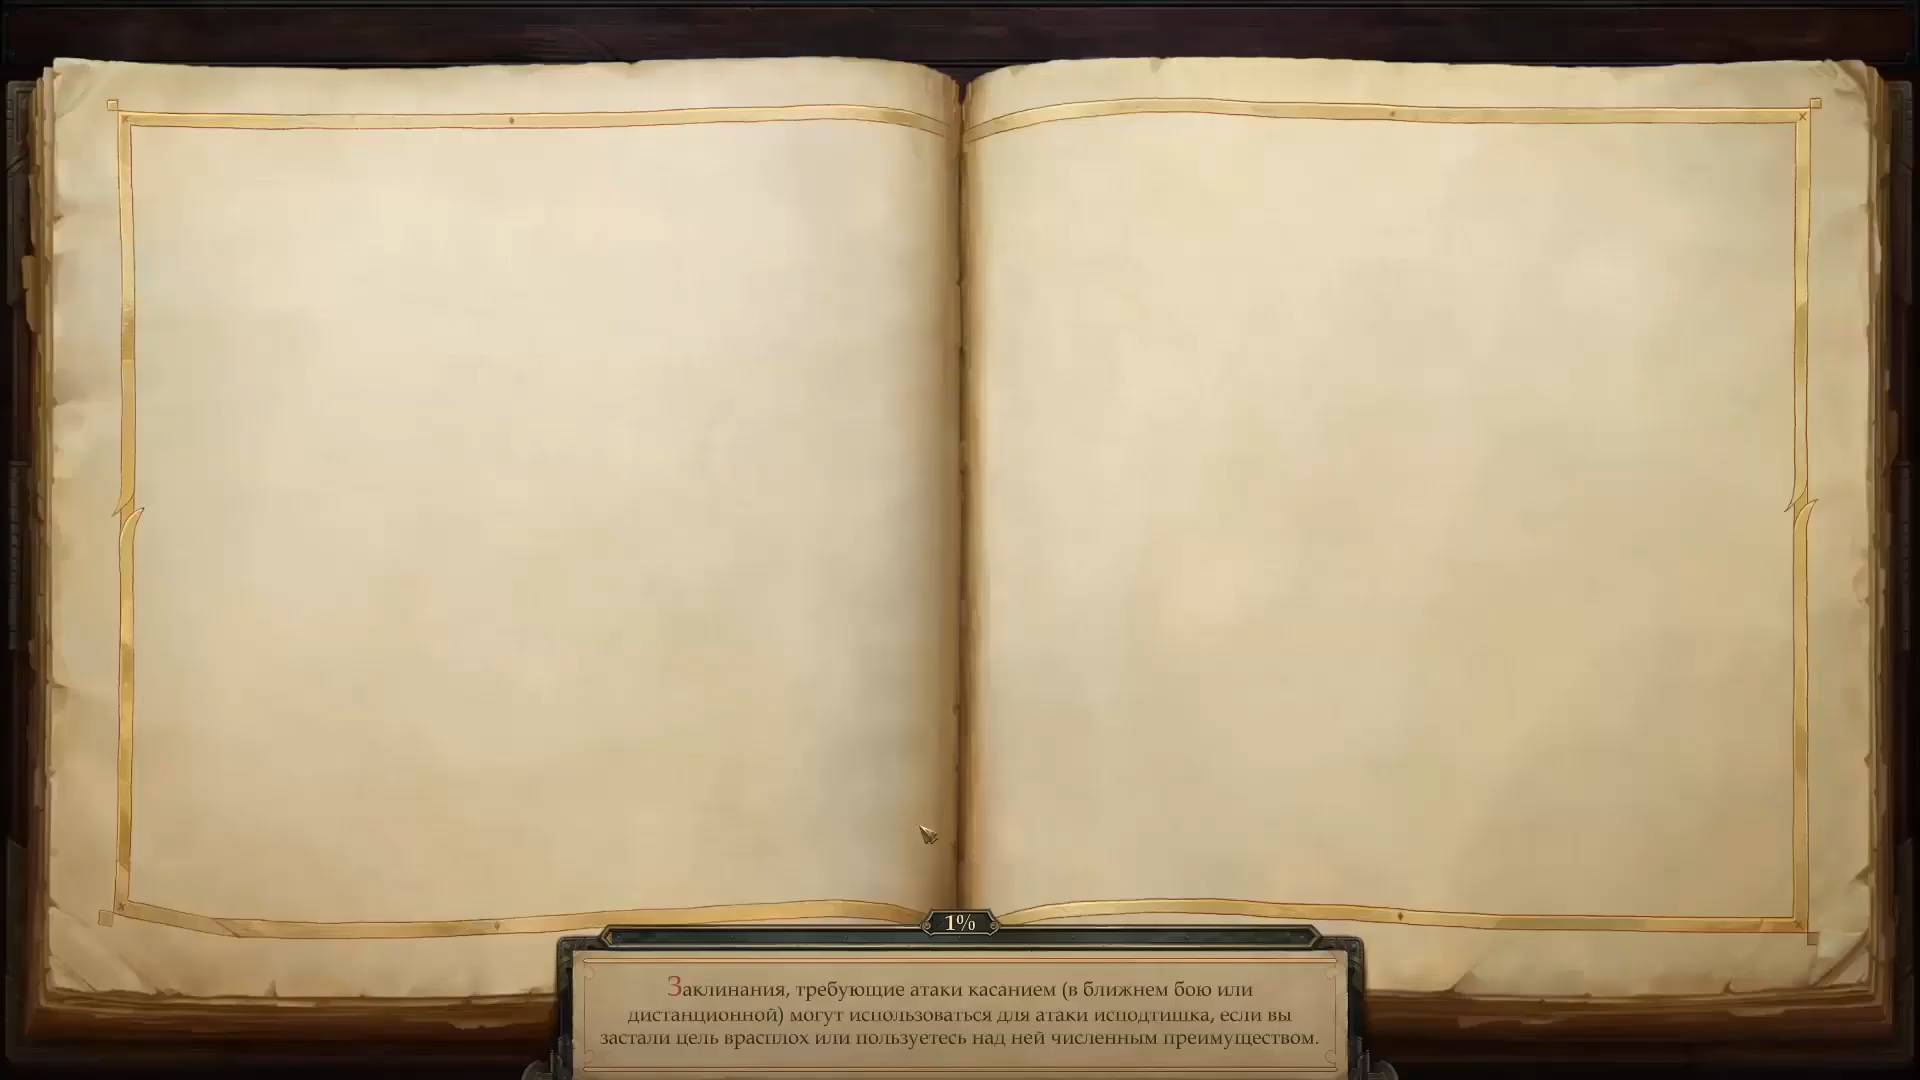 1%
Заклинания, требующие атаки касанием (в ближнем бою или
дистанционной) могут использоваться для атаки исподтишка, если вы
застали цель врасплох или пользуетесь над ней численным преимуществом.